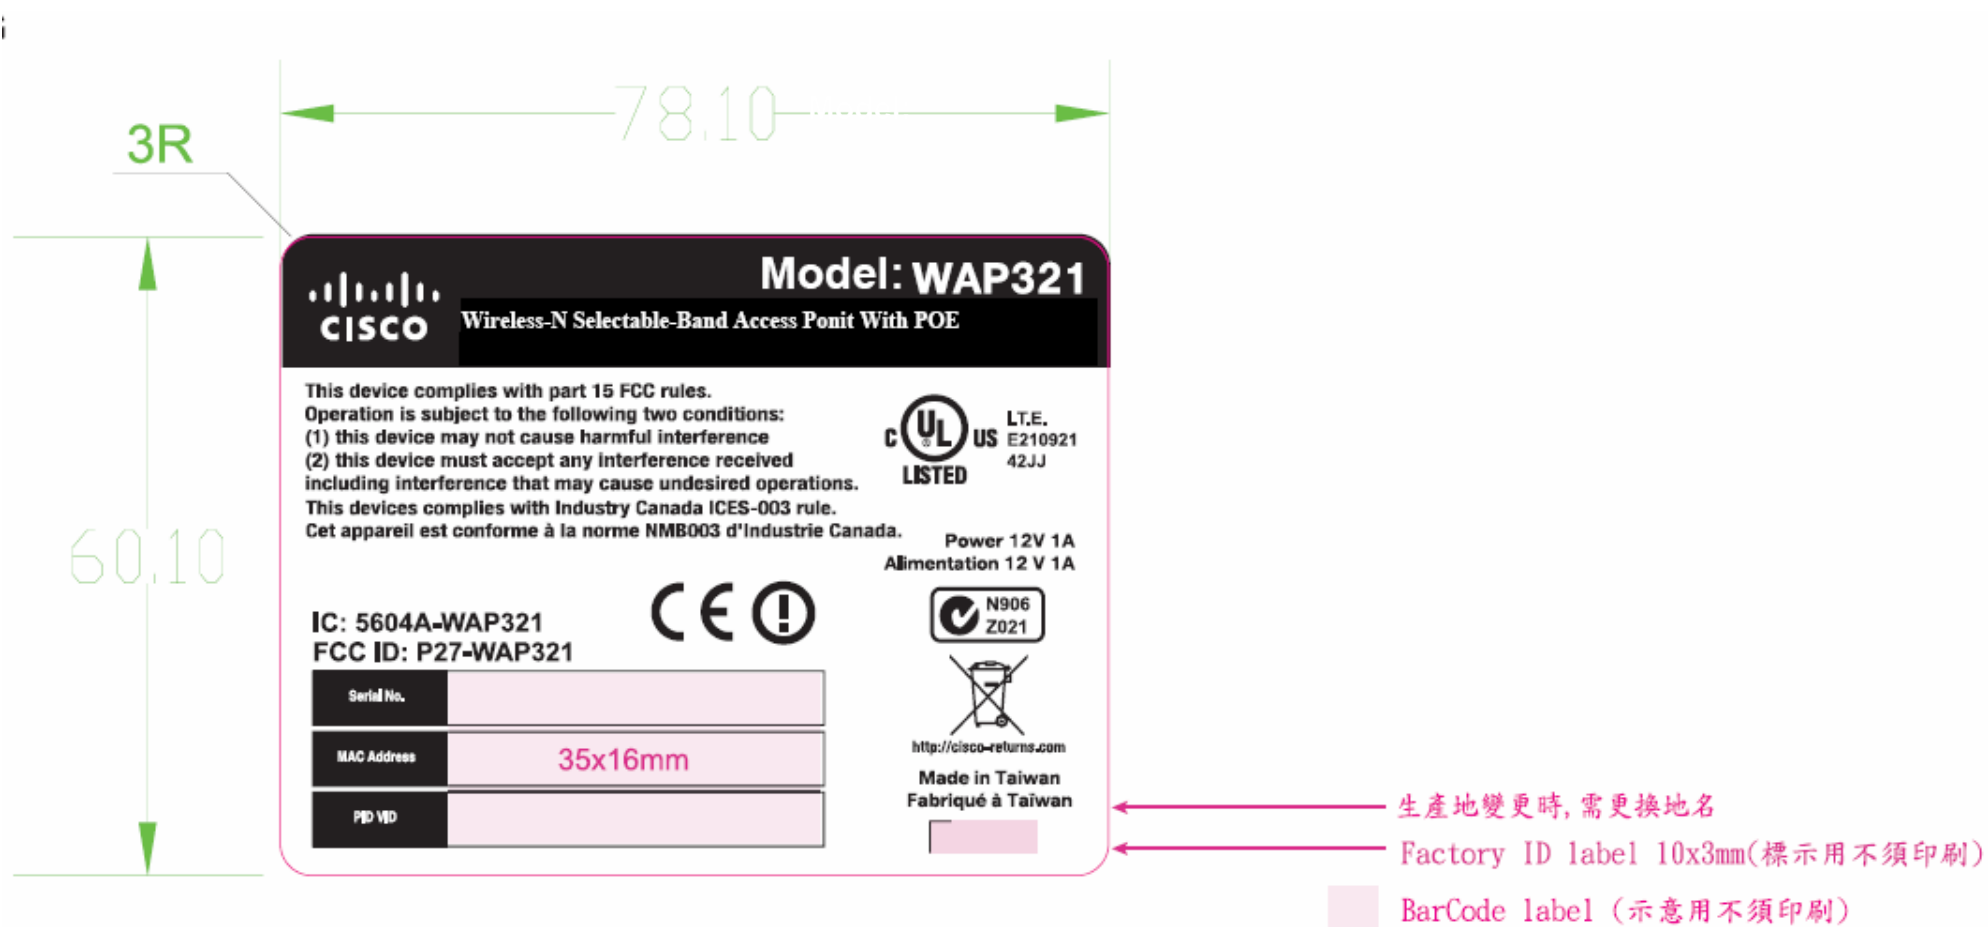 78.10
3R
Model: WAP321
CISCO
Wireless-N Selectable-Band Access Ponit With POE
This device complies with part 15 FCC rules.
Operation is subject to the following two conditions:
(1) this device may not cause harmful interference
(2) this device must accept any interference received
including interference that may cause undesired operations.
This devices complies with Industry Canada ICES-003 rule.
Cet appareil est conforme à la norme NMB003 d'Industrie Canada.
C UL ® US
LISTED
I.T.E.
E210921
42JJ
60.10
Power 12V 1A
Alimentation 12 V 1A
IC: 5604A-WAP321
FCC ID: P27-WAP321
CE
N906
Z021
Serial No.
MAC Address
35x16mm
PID VID
http://cisco-returns.com
Made in Taiwan
Fabriqué à Taïwan
生產地變更時,需更換地名
Factory ID label 10x3mm(標示用不須印刷)
BarCode label (示意用不須印刷)